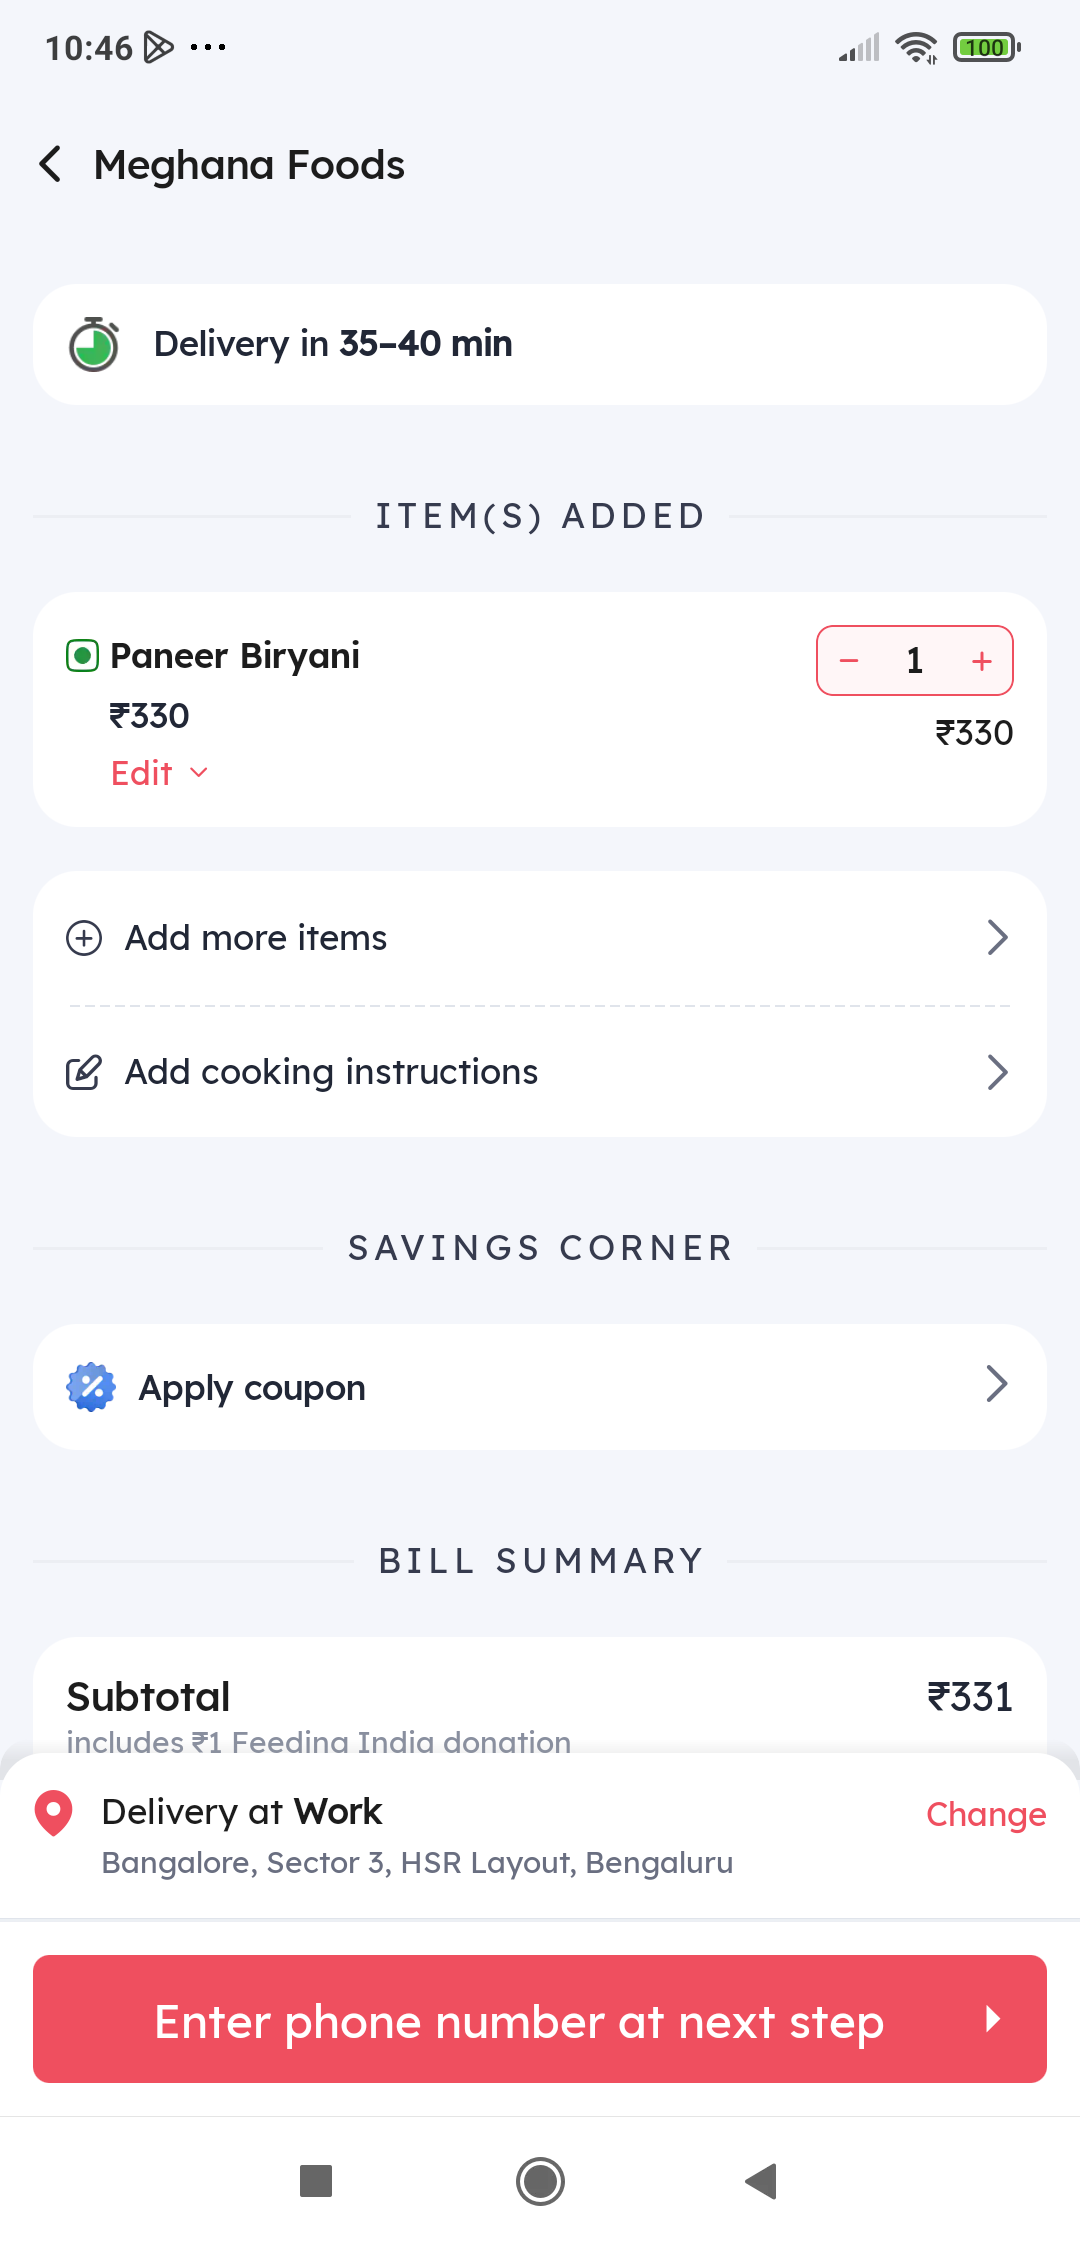 10:46
100
Meghana Foods
Delivery in 35–40 min
ITEM(S) ADDED
Paneer Biryani
1
₹330
₹330
Edit
Add more items
Add cooking instructions
SAVINGS CORNER
Apply coupon
BILL SUMMARY
Subtotal ₹331
includes ₹1 Feeding India donation
Delivery at Work
Change
Bangalore, Sector 3, HSR Layout, Bengaluru
Enter phone number at next step